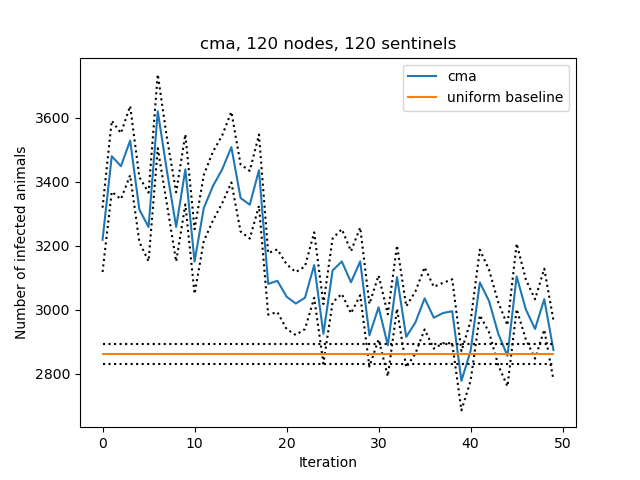 cma, 120 nodes, 120 sentinels
cma
uniform baseline
Number of infected animals
3600
3400
3200
3000
2800
0 10 20 30 40 50
Iteration